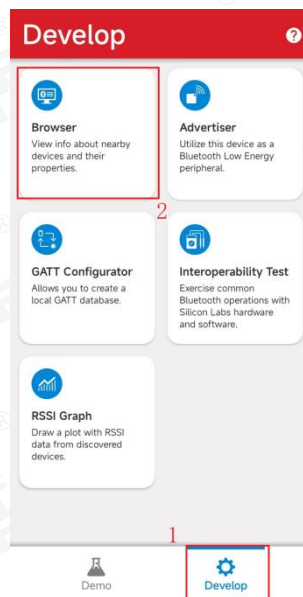 Develop
?
Browser
View info about nearby
devices and their
properties.
Advertiser
Utilize this device as a
Bluetooth Low Energy
peripheral.
2
GATT Configurator
Allows you to create a
local GATT database.
Interoperability Test
Exercise common
Bluetooth operations with
Silicon Labs hardware
and software.
RSSI Graph
Draw a plot with RSSI
data from discovered
devices.
1
Demo
Develop